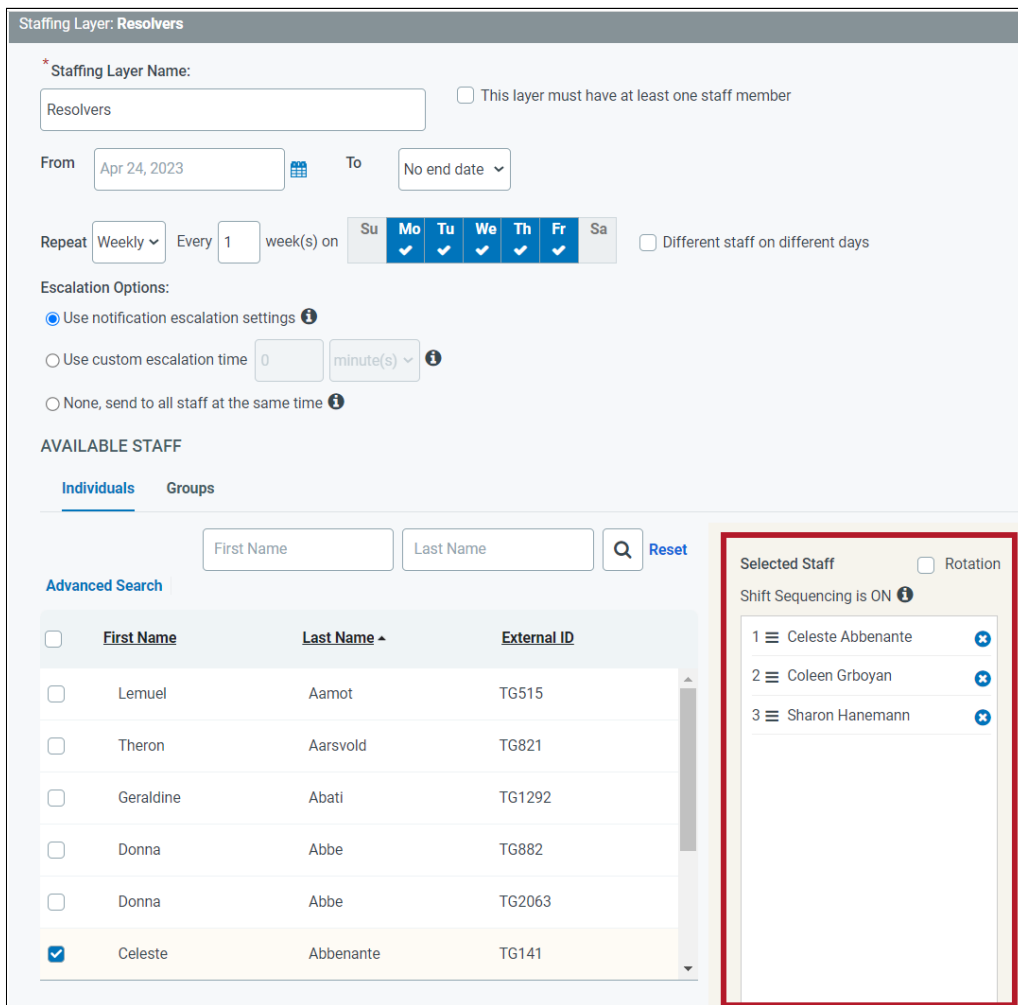 Staffing Layer: Resolvers
* Staffing Layer Name:
Resolvers
This layer must have at least one staff member
From Apr 24, 2023 To No end date
Repeat Weekly Every 1 week(s) on Su Mo Tu We Th Fr Sa Different staff on different days
Escalation Options:
Use notification escalation settings
Use custom escalation time 0 minute(s)
None, send to all staff at the same time
AVAILABLE STAFF
Individuals Groups
First Name Last Name Reset
Advanced Search
First Name Last Name External ID
Lemuel Aamot TG515
Theron Aarsvold TG821
Geraldine Abati TG1292
Donna Abbe TG882
Donna Abbe TG2063
Celeste Abbenante TG141
Selected Staff Rotation
Shift Sequencing is ON
1 Celeste Abbenante
2 Coleen Grboyan
3 Sharon Hanemann